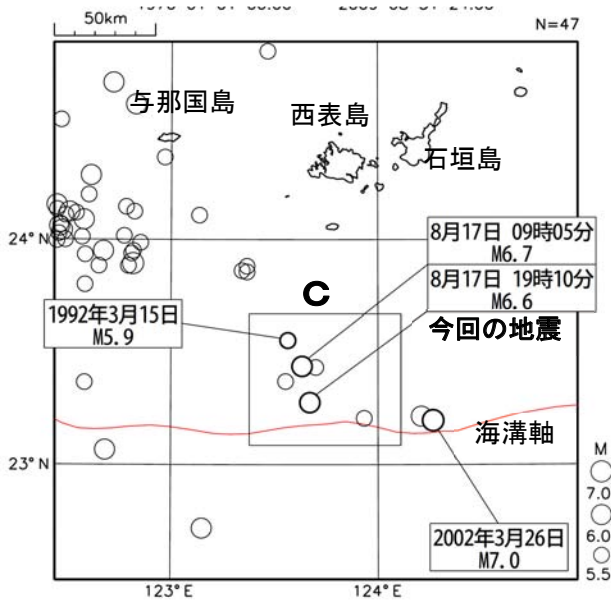 50km
N=47
与那国島
西表島
石垣島
8月17日 09時05分
M6.7
24°N
8月17日 19時10分
M6.6
C
今回の地震
1992年3月15日
M5.9
海溝軸
23°N
M
7.0
6.0
5.5
2002年3月26日
M7.0
123°E
124°E